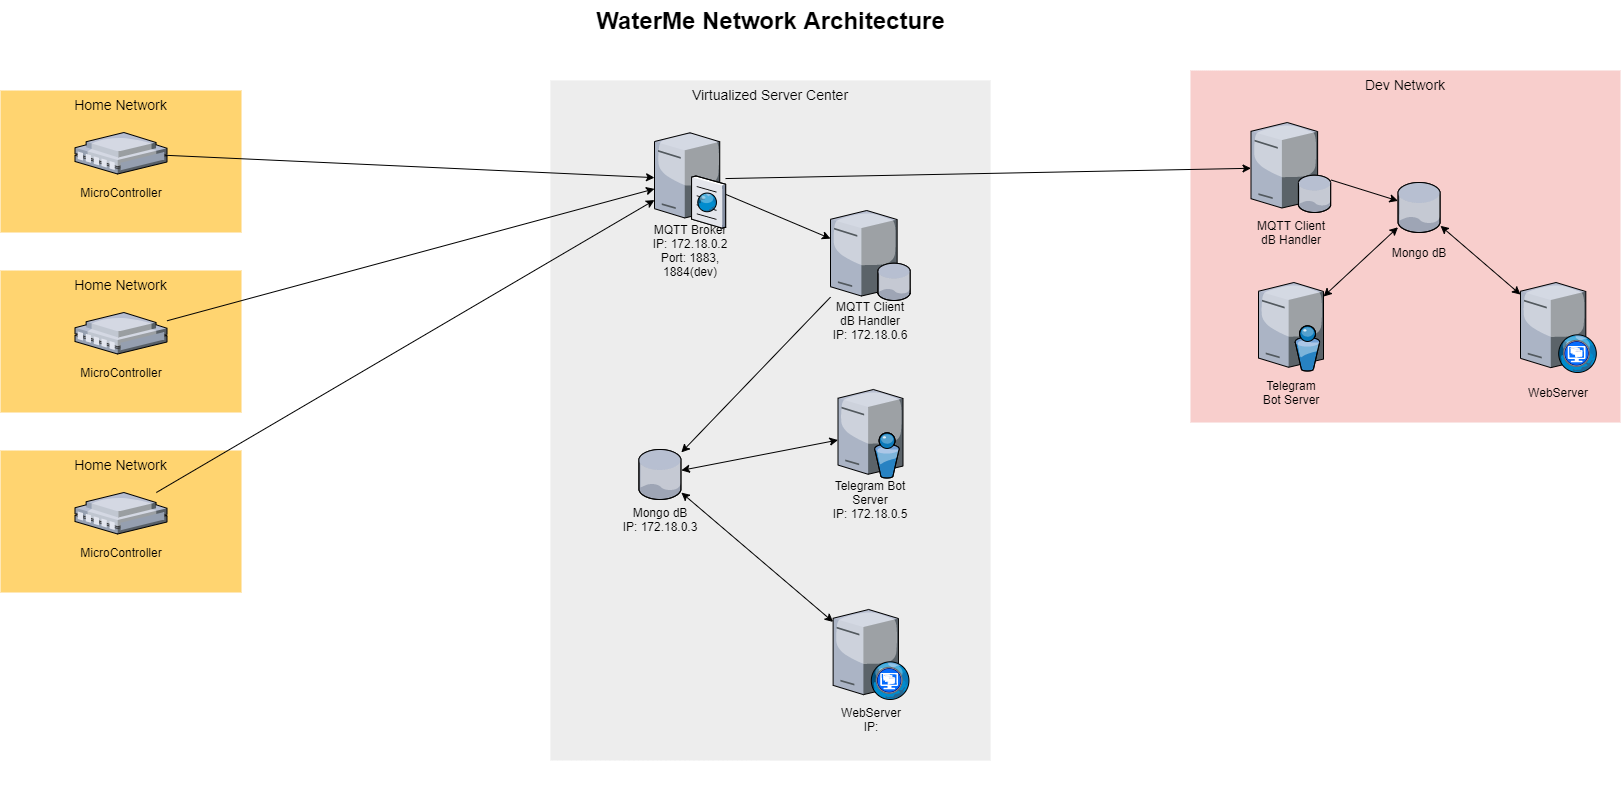 WaterMe Network Architecture
Home Network
MicroController
Home Network
MicroController
Home Network
MicroController
Virtualized Server Center
MQTT Broker
IP: 172.18.0.2
Port: 1883,
1884(dev)
MQTT Client
dB Handler
IP: 172.18.0.6
Telegram Bot
Server
IP: 172.18.0.5
Mongo dB
IP: 172.18.0.3
WebServer
IP:
Dev Network
MQTT Client
dB Handler
Mongo dB
Telegram
Bot Server
WebServer